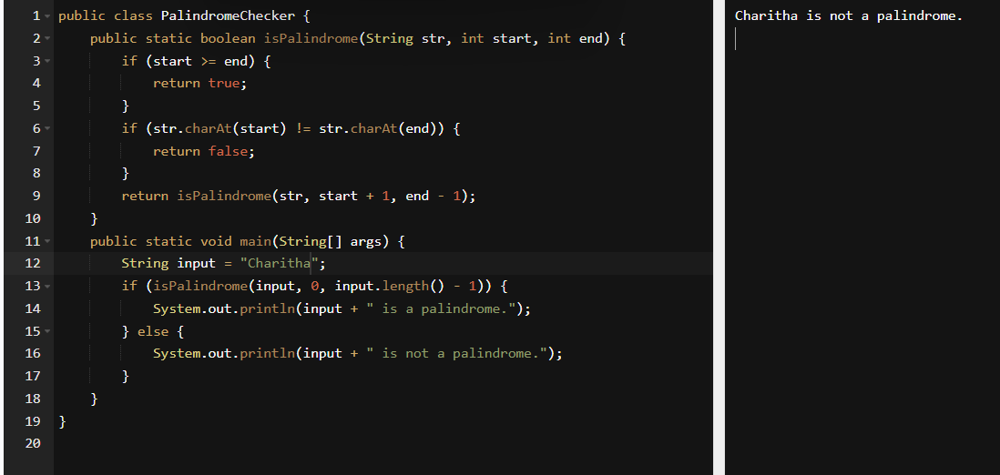 1 public class PalindromeChecker {
2     public static boolean isPalindrome(String str, int start, int end) {
3         if (start >= end) {
4             return true;
5         }
6         if (str.charAt(start) != str.charAt(end)) {
7             return false;
8         }
9         return isPalindrome(str, start + 1, end - 1);
10     }
11     public static void main(String[] args) {
12         String input = "Charitha";
13         if (isPalindrome(input, 0, input.length() - 1)) {
14             System.out.println(input + " is a palindrome.");
15         } else {
16             System.out.println(input + " is not a palindrome.");
17         }
18     }
19 }
20
Charitha is not a palindrome.